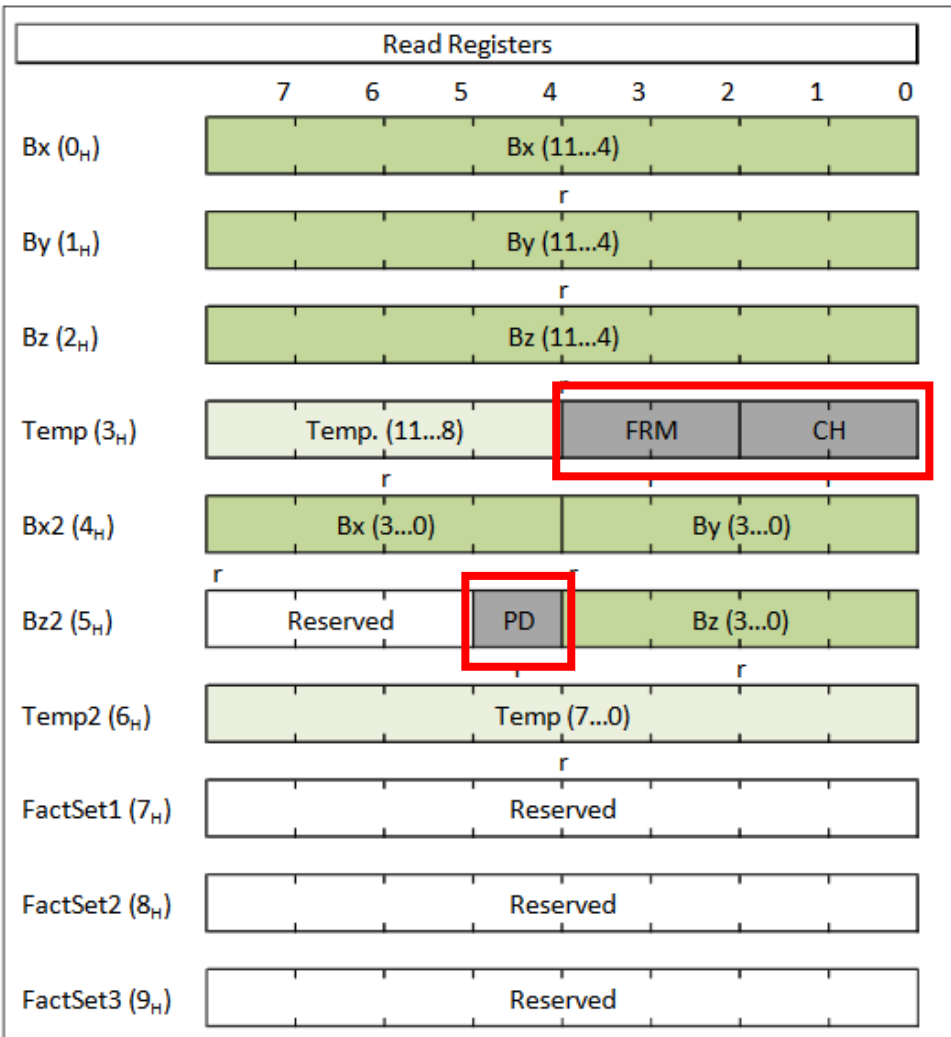 Read Registers
7 6 5 4 3 2 1 0
Bx (0H) Bx (11...4)
r
By (1H) By (11...4)
r
Bz (2H) Bz (11...4)
r
Temp (3H) Temp. (11...8) FRM CH
r r r
Bx2 (4H) Bx (3...0) By (3...0)
r r
Bz2 (5H) Reserved PD Bz (3...0)
r r
Temp2 (6H) Temp (7...0)
r
FactSet1 (7H) Reserved
FactSet2 (8H) Reserved
FactSet3 (9H) Reserved